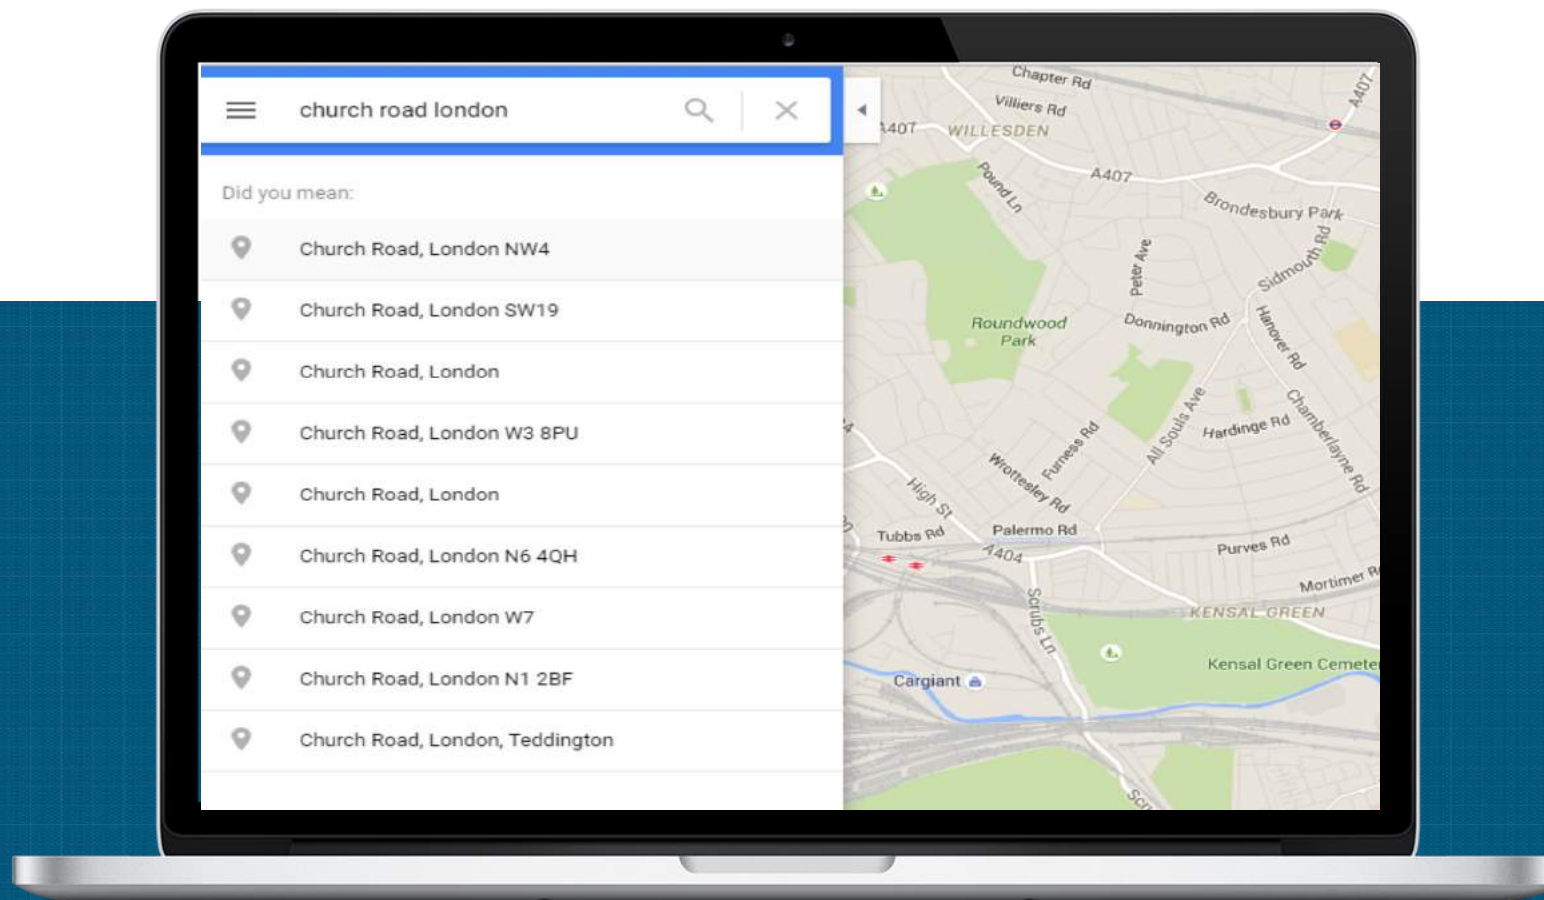 church road london
Did you mean:
Church Road, London NW4
Church Road, London SW19
Church Road, London
Church Road, London W3 8PU
Church Road, London
Church Road, London N6 4QH
Church Road, London W7
Church Road, London N1 2BF
Church Road, London, Teddington
Chapter Rd
Villiers Rd
A407
A407
WILLESDEN
Pound Ln
A407
Brondesbury Park
Peter Ave
Sidmouth Rd
Roundwood
Park
Donnington Rd
Hanover Rd
All Souls Ave
Hardinge Rd
Chamberlayne Rd
Furness Rd
Wrottesley Rd
High St
Tubbs Rd
Palermo Rd
A404
Purves Rd
Mortimer
Scrubs Ln
KENSAL GREEN
Kensal Green
Cargiant